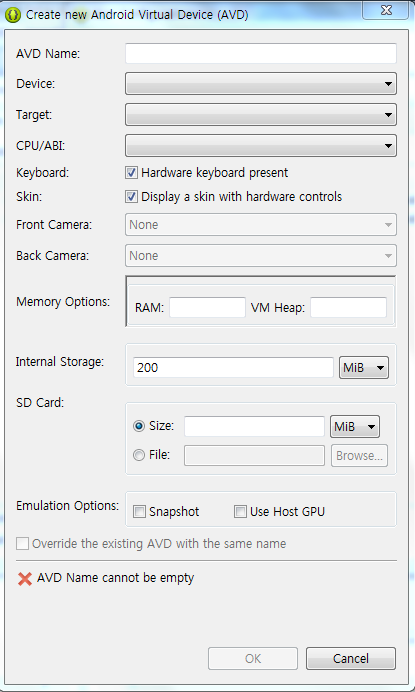 Create new Android Virtual Device (AVD)
AVD Name:
Device:
Target:
CPU/ABI:
Keyboard: Hardware keyboard present
Skin: Display a skin with hardware controls
Front Camera: None
Back Camera: None
Memory Options: RAM: VM Heap:
Internal Storage: 200 MiB
SD Card:
Size: MiB
File: Browse...
Emulation Options: Snapshot Use Host GPU
Override the existing AVD with the same name
AVD Name cannot be empty
OK Cancel